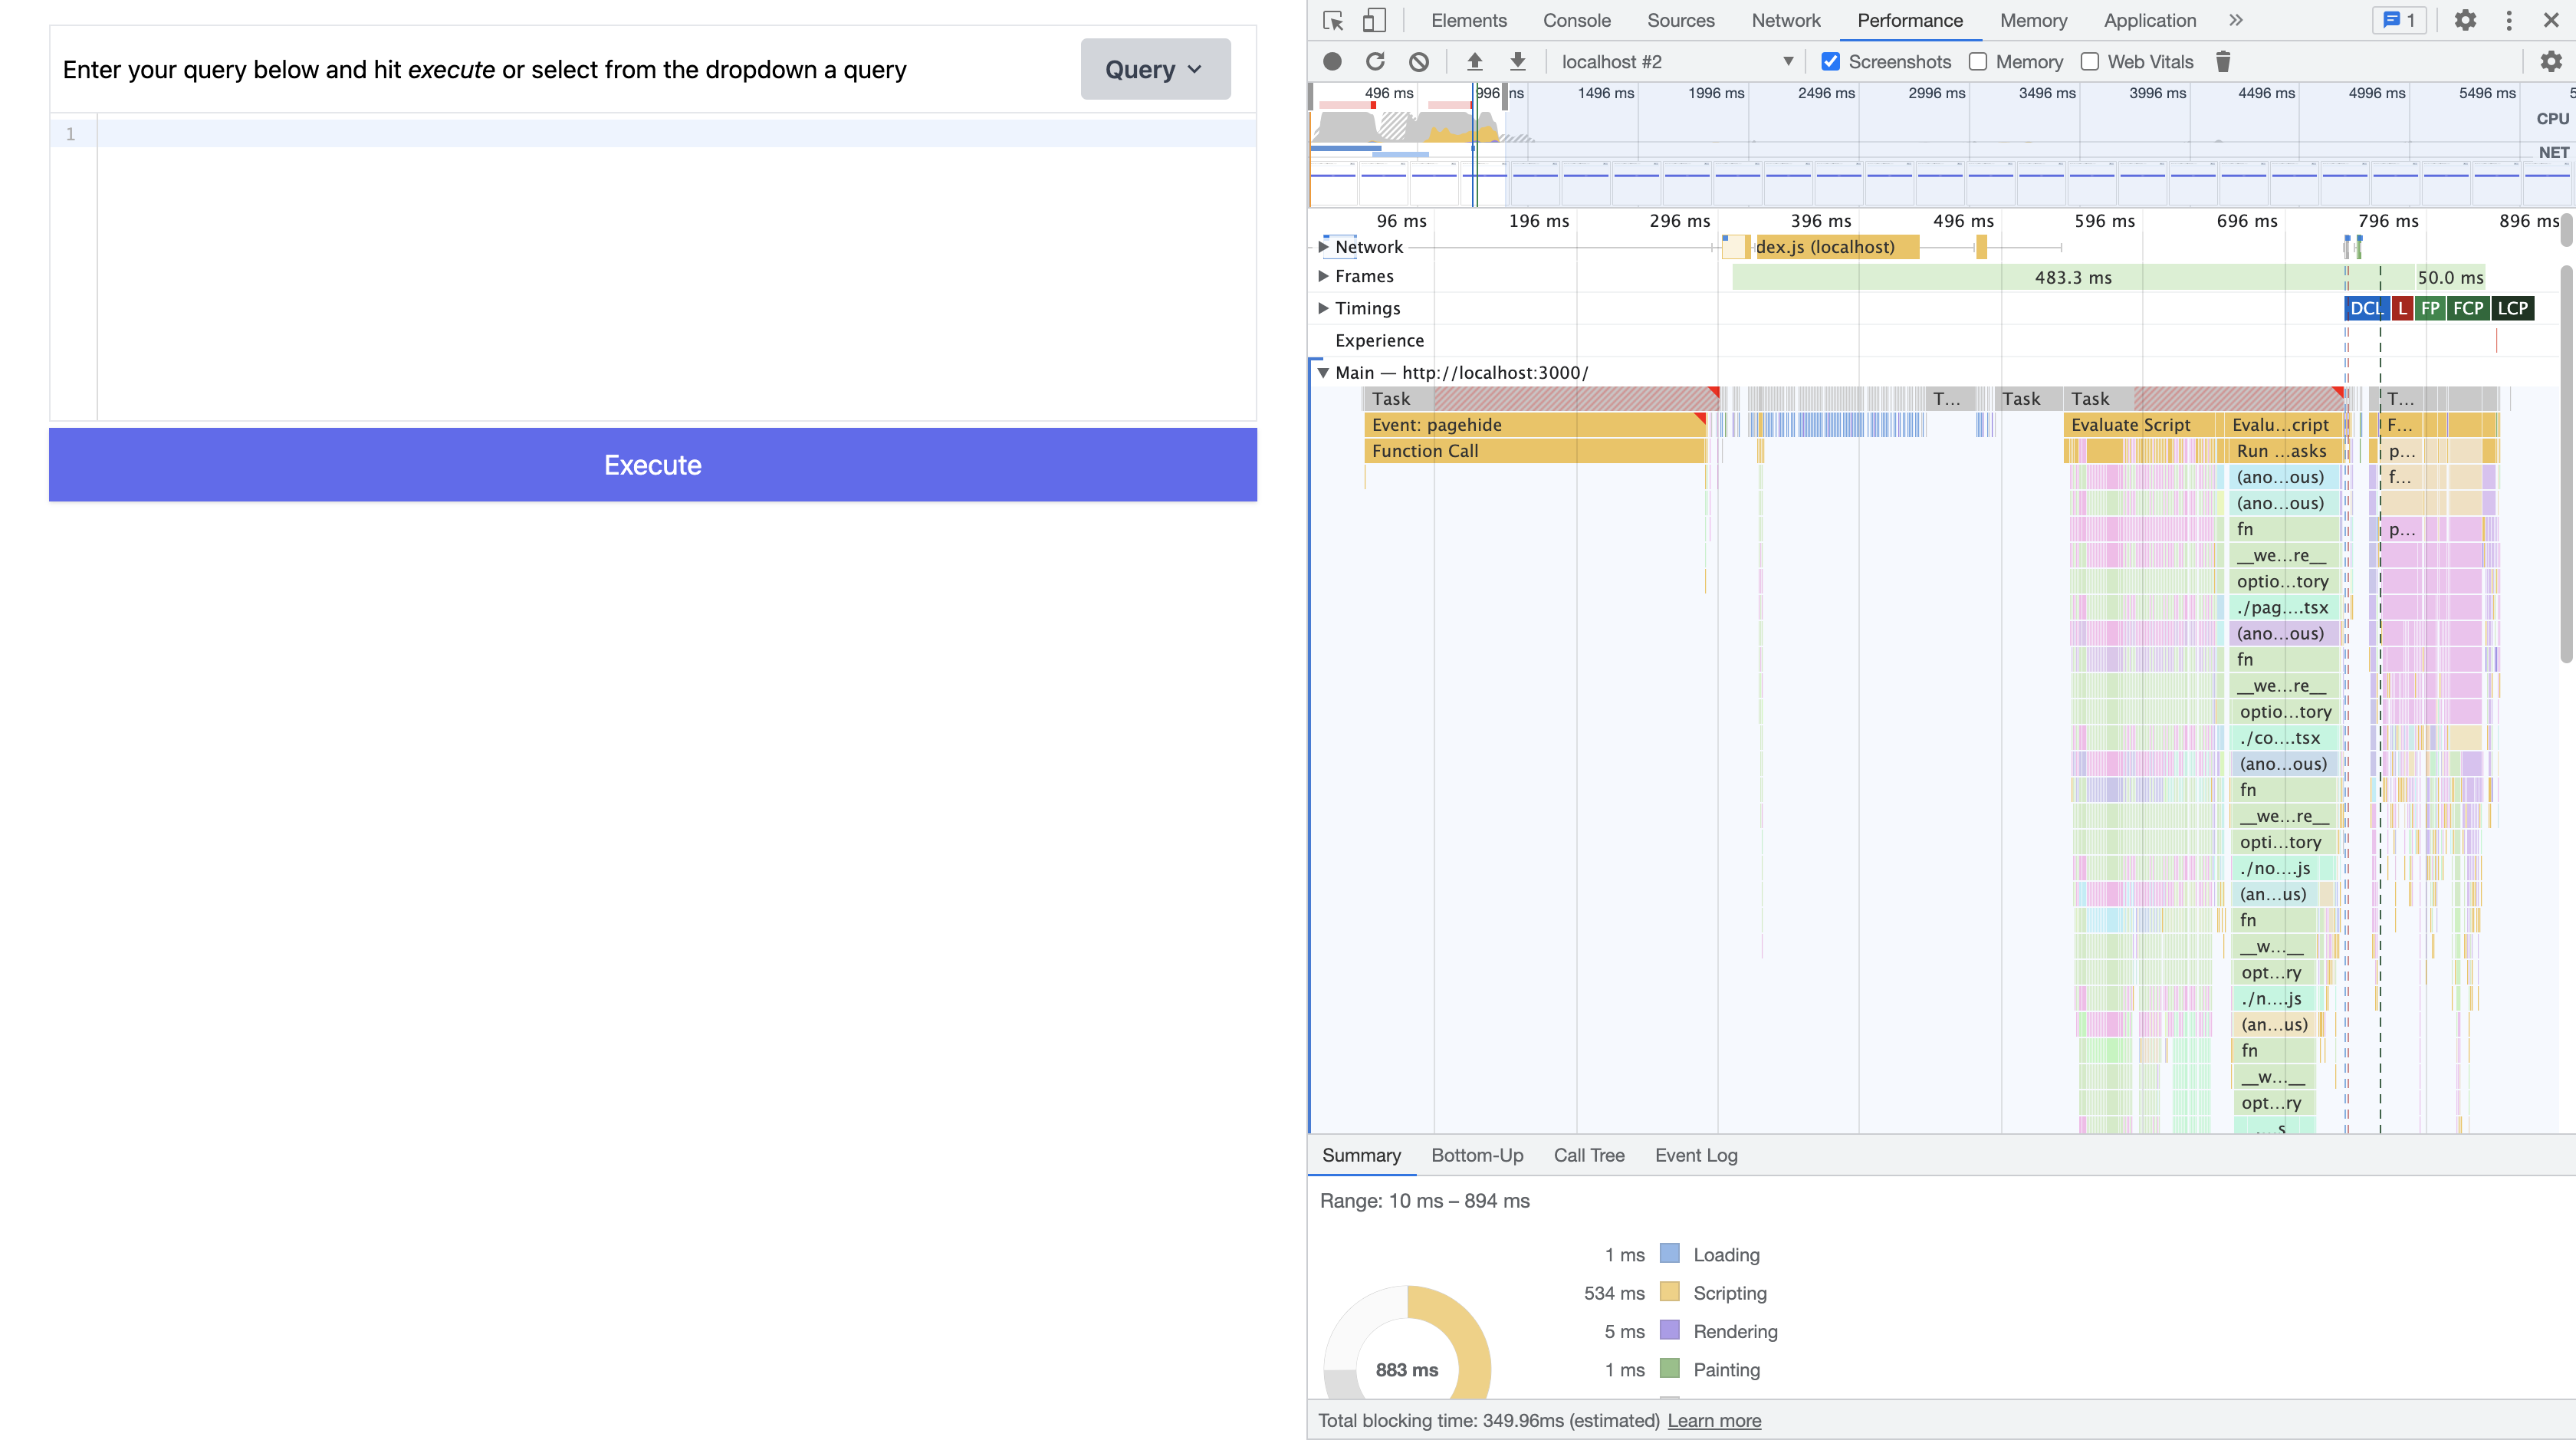 Enter your query below and hit execute or select from the dropdown a query
Query
1
Execute
Elements Console Sources Network Performance Memory Application » 1
localhost #2 Screenshots Memory Web Vitals
496 ms 996 ms 1496 ms 1996 ms 2496 ms 2996 ms 3496 ms 3996 ms 4496 ms 4996 ms 5496 ms
CPU
NET
96 ms 196 ms 296 ms 396 ms 496 ms 596 ms 696 ms 796 ms 896 ms
Network dex.js (localhost)
Frames 483.3 ms 50.0 ms
Timings DCL L FP FCP LCP
Experience
Main — http://localhost:3000/
Task T... Task Task T...
Event: pagehide Evaluate Script Evalu...cript F...
Function Call Run ...asks p...
(ano...ous) f...
(ano...ous)
fn p...
__we...re__
optio...tory
./pag....tsx
(ano...ous)
fn
__we...re__
optio...tory
./co....tsx
(ano...ous)
fn
__we...re__
opti...tory
./no....js
(an...us)
fn
__w...__
opt...ry
./n....js
(an...us)
fn
__w...__
opt...ry
Summary Bottom-Up Call Tree Event Log
Range: 10 ms – 894 ms
1 ms Loading
534 ms Scripting
5 ms Rendering
883 ms
1 ms Painting
Total blocking time: 349.96ms (estimated) Learn more